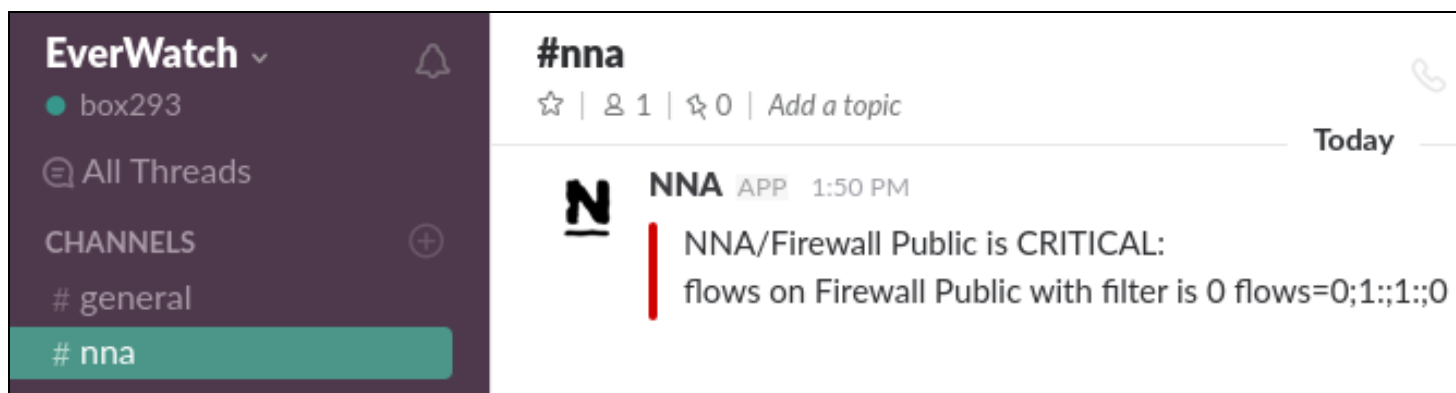 EverWatch
box293
All Threads
CHANNELS
# general
# nna
#nna
1 | 0 | Add a topic
Today
N
NNA APP 1:50 PM
NNA/Firewall Public is CRITICAL:
flows on Firewall Public with filter is 0 flows=0;1:;1:;0